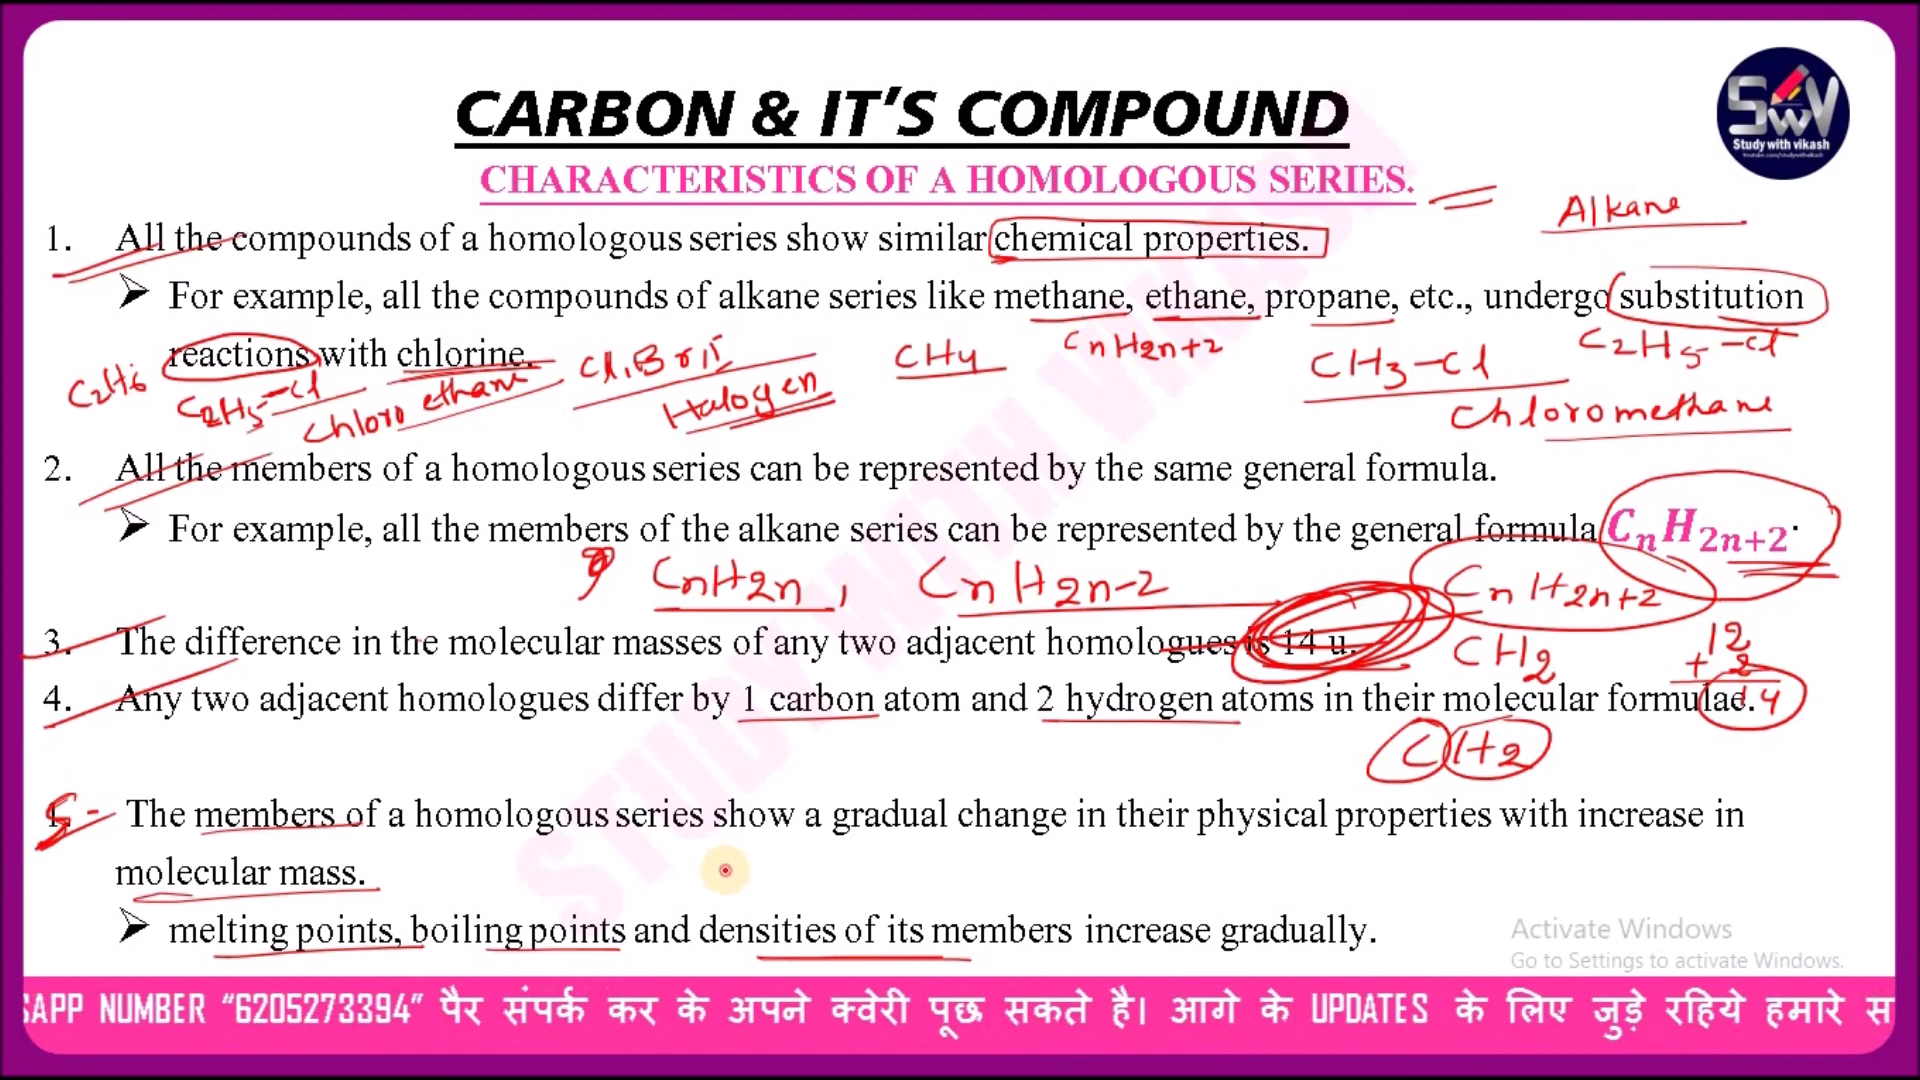 CARBON & IT’S COMPOUND
SWV
Study with vikash
CHARACTERISTICS OF A HOMOLOGOUS SERIES.
Alkane
1. All the compounds of a homologous series show similar chemical properties.
➢ For example, all the compounds of alkane series like methane, ethane, propane, etc., undergo substitution
reactions with chlorine.
C2H6
C2H5-Cl
chloro ethane
Cl, Br, I
Halogen
CH4
CnH2n+2
CH3-Cl
C2H5-Cl
Chloromethane
2. All the members of a homologous series can be represented by the same general formula.
➢ For example, all the members of the alkane series can be represented by the general formula CnH2n+2.
CnH2n, CnH2n-2
CnH2n+2
3. The difference in the molecular masses of any two adjacent homologues is 14 u.
CH2
12
+ 2
14
4. Any two adjacent homologues differ by 1 carbon atom and 2 hydrogen atoms in their molecular formulae.
CH2
5- The members of a homologous series show a gradual change in their physical properties with increase in
molecular mass.
➢ melting points, boiling points and densities of its members increase gradually.
STUDY WITH VIKASH
Activate Windows
Go to Settings to activate Windows.
SAPP NUMBER “6205273394” पैर संपर्क कर के अपने क्वेरी पूछ सकते है। आगे के UPDATES के लिए जुड़े रहिये हमारे स